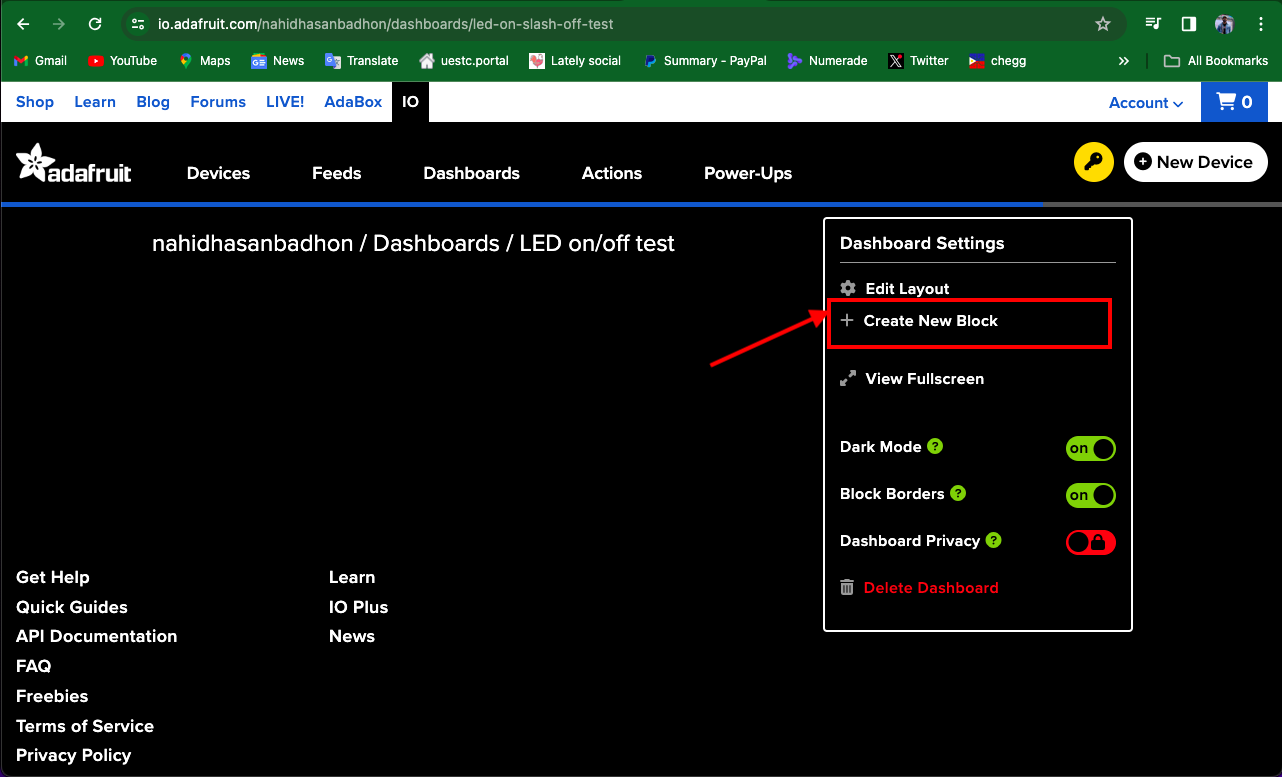 io.adafruit.com/nahidhasanbadhon/dashboards/led-on-slash-off-test
Gmail YouTube Maps News Translate uestc.portal Lately social Summary - PayPal Numerade Twitter chegg » All Bookmarks
Shop Learn Blog Forums LIVE! AdaBox IO Account 0
adafruit Devices Feeds Dashboards Actions Power-Ups New Device
nahidhasanbadhon / Dashboards / LED on/off test
Dashboard Settings
Edit Layout
+ Create New Block
View Fullscreen
Dark Mode ? on
Block Borders ? on
Dashboard Privacy ?
Delete Dashboard
Get Help Learn
Quick Guides IO Plus
API Documentation News
FAQ
Freebies
Terms of Service
Privacy Policy